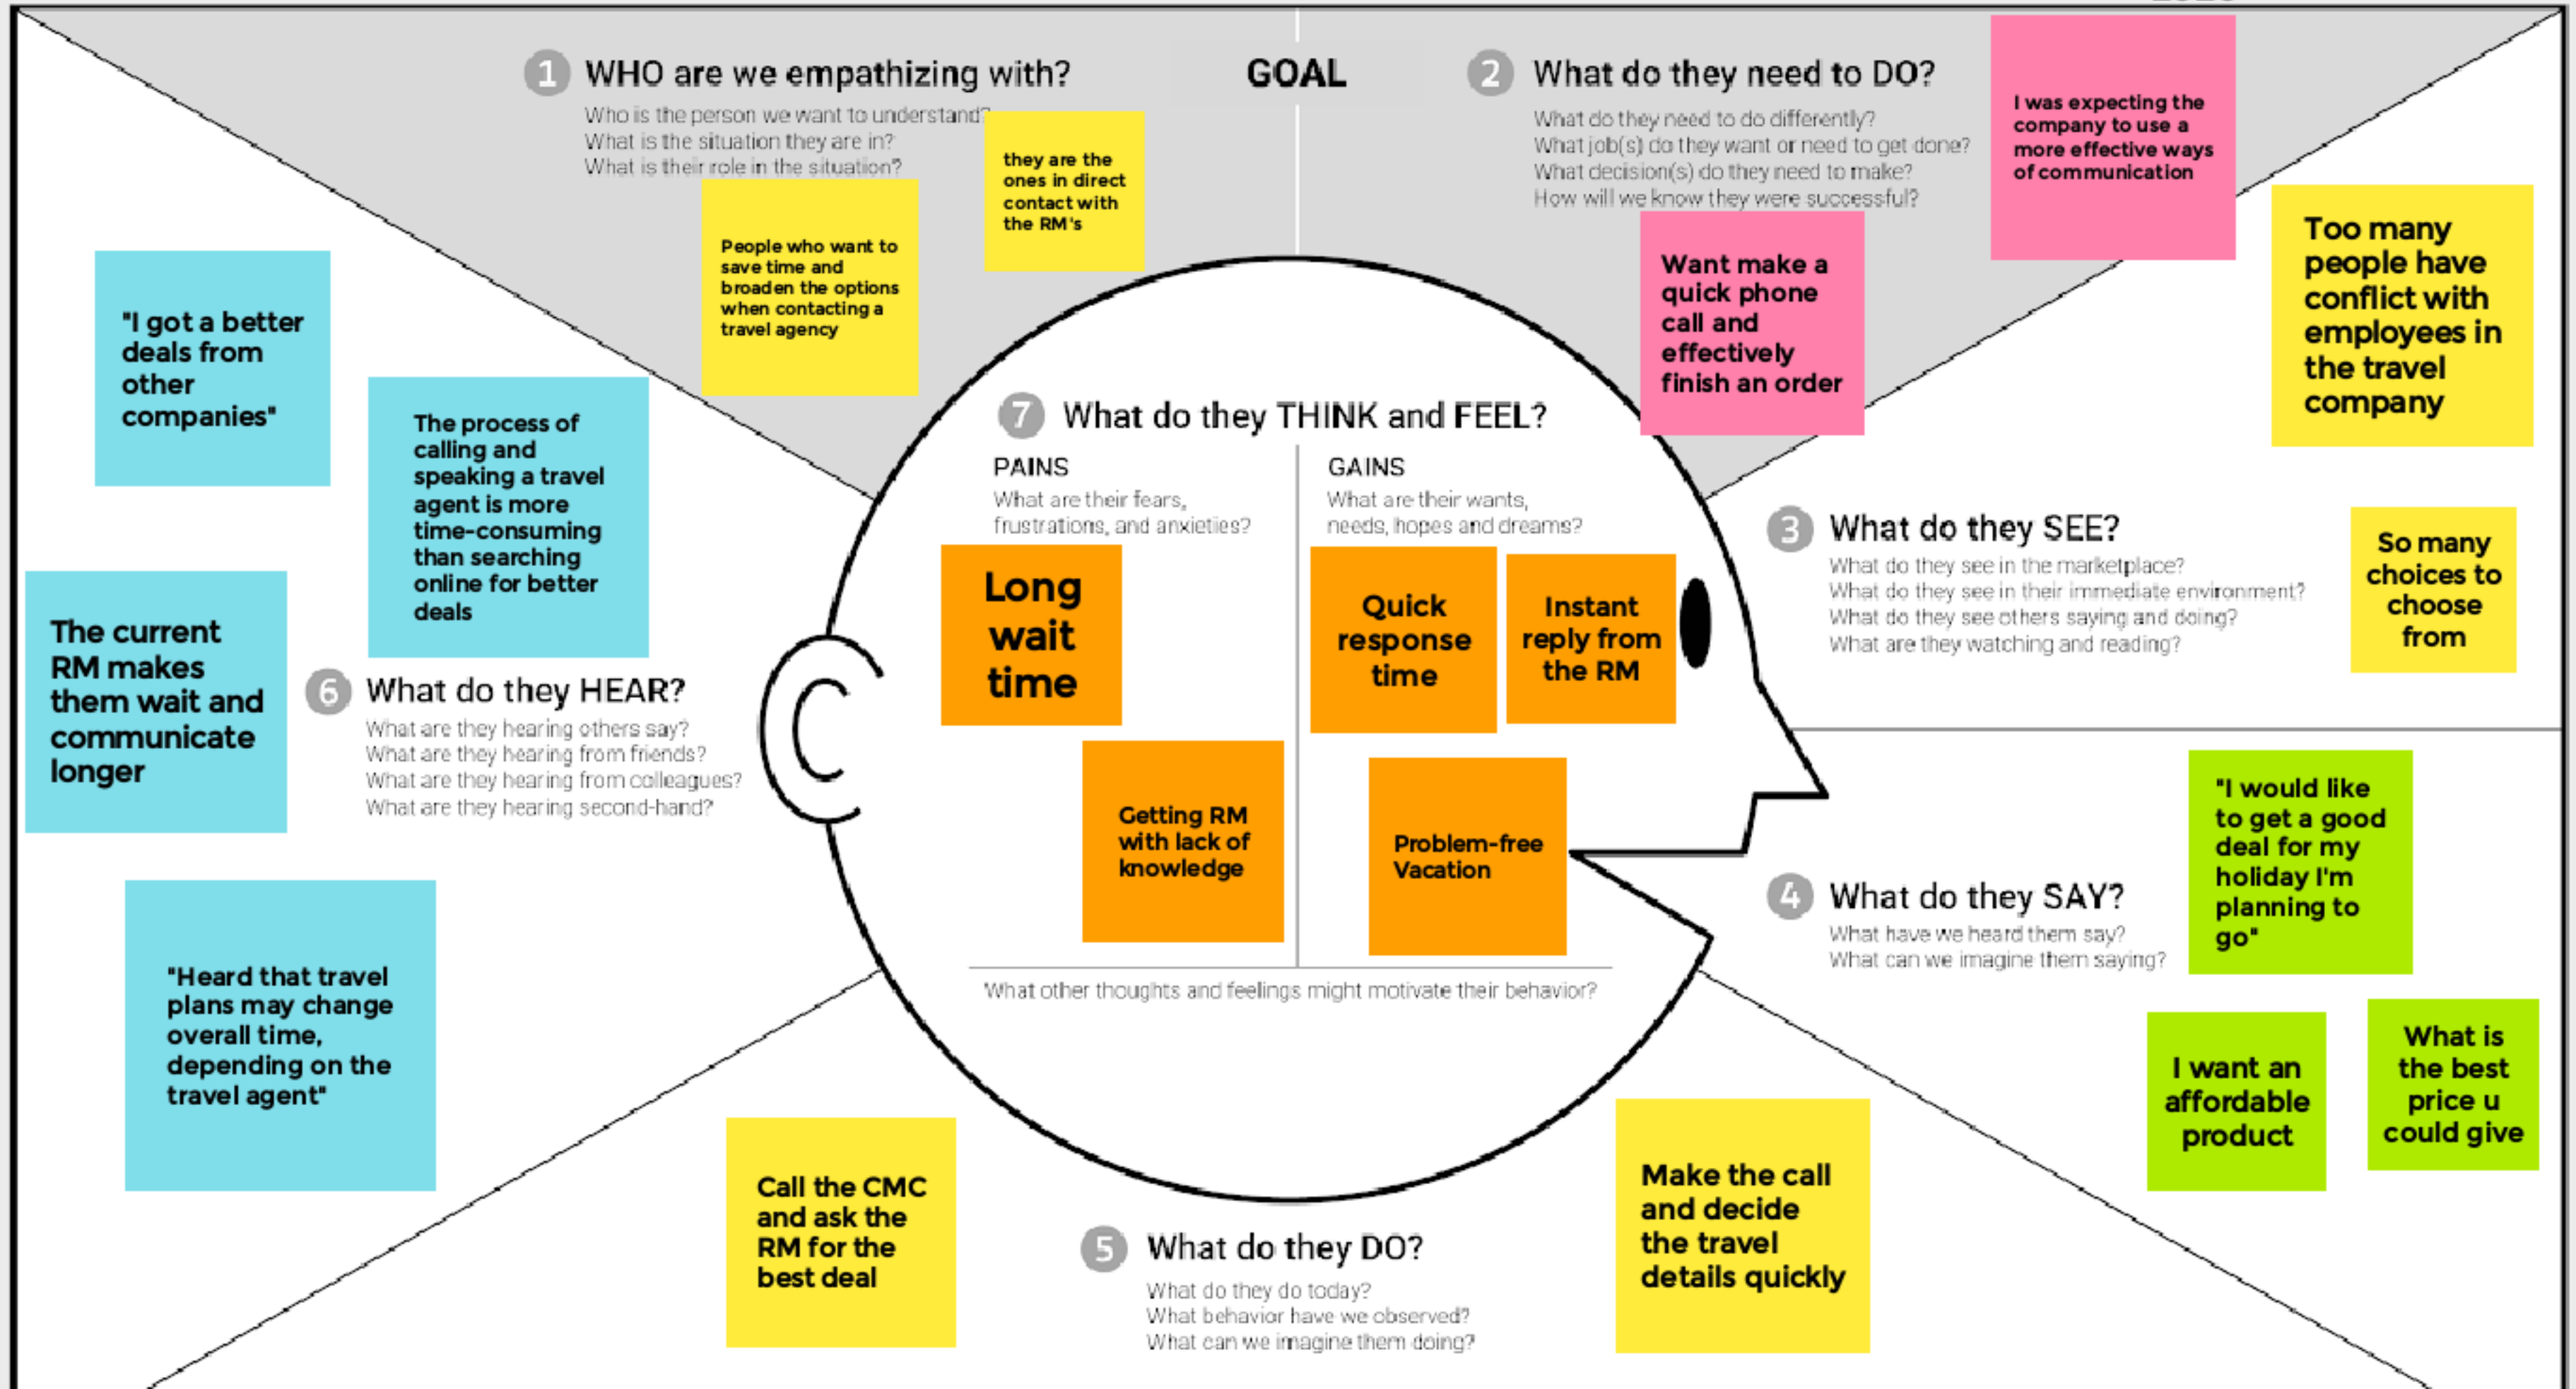 1 WHO are we empathizing with?
Who is the person we want to understand?
What is the situation they are in?
What is their role in the situation?
they are the
ones in direct
contact with
the RM's
People who want to
save time and
broaden the options
when contacting a
travel agency
GOAL
2 What do they need to DO?
What do they need to do differently?
What job(s) do they want or need to get done?
What decision(s) do they need to make?
How will we know they were successful?
I was expecting the
company to use a
more effective ways
of communication
Want make a
quick phone
call and
effectively
finish an order
Too many
people have
conflict with
employees in
the travel
company
3 What do they SEE?
What do they see in the marketplace?
What do they see in their immediate environment?
What do they see others saying and doing?
What are they watching and reading?
So many
choices to
choose
from
4 What do they SAY?
What have we heard them say?
What can we imagine them saying?
"I would like
to get a good
deal for my
holiday I'm
planning to
go"
I want an
affordable
product
What is
the best
price u
could give
5 What do they DO?
What do they do today?
What behavior have we observed?
What can we imagine them doing?
Call the CMC
and ask the
RM for the
best deal
Make the call
and decide
the travel
details quickly
"I got a better
deals from
other
companies"
The process of
calling and
speaking a travel
agent is more
time-consuming
than searching
online for better
deals
The current
RM makes
them wait and
communicate
longer
6 What do they HEAR?
What are they hearing others say?
What are they hearing from friends?
What are they hearing from colleagues?
What are they hearing second-hand?
"Heard that travel
plans may change
overall time,
depending on the
travel agent"
7 What do they THINK and FEEL?
PAINS
What are their fears,
frustrations, and anxieties?
Long
wait
time
Getting RM
with lack of
knowledge
GAINS
What are their wants,
needs, hopes and dreams?
Quick
response
time
Instant
reply from
the RM
Problem-free
Vacation
What other thoughts and feelings might motivate their behavior?